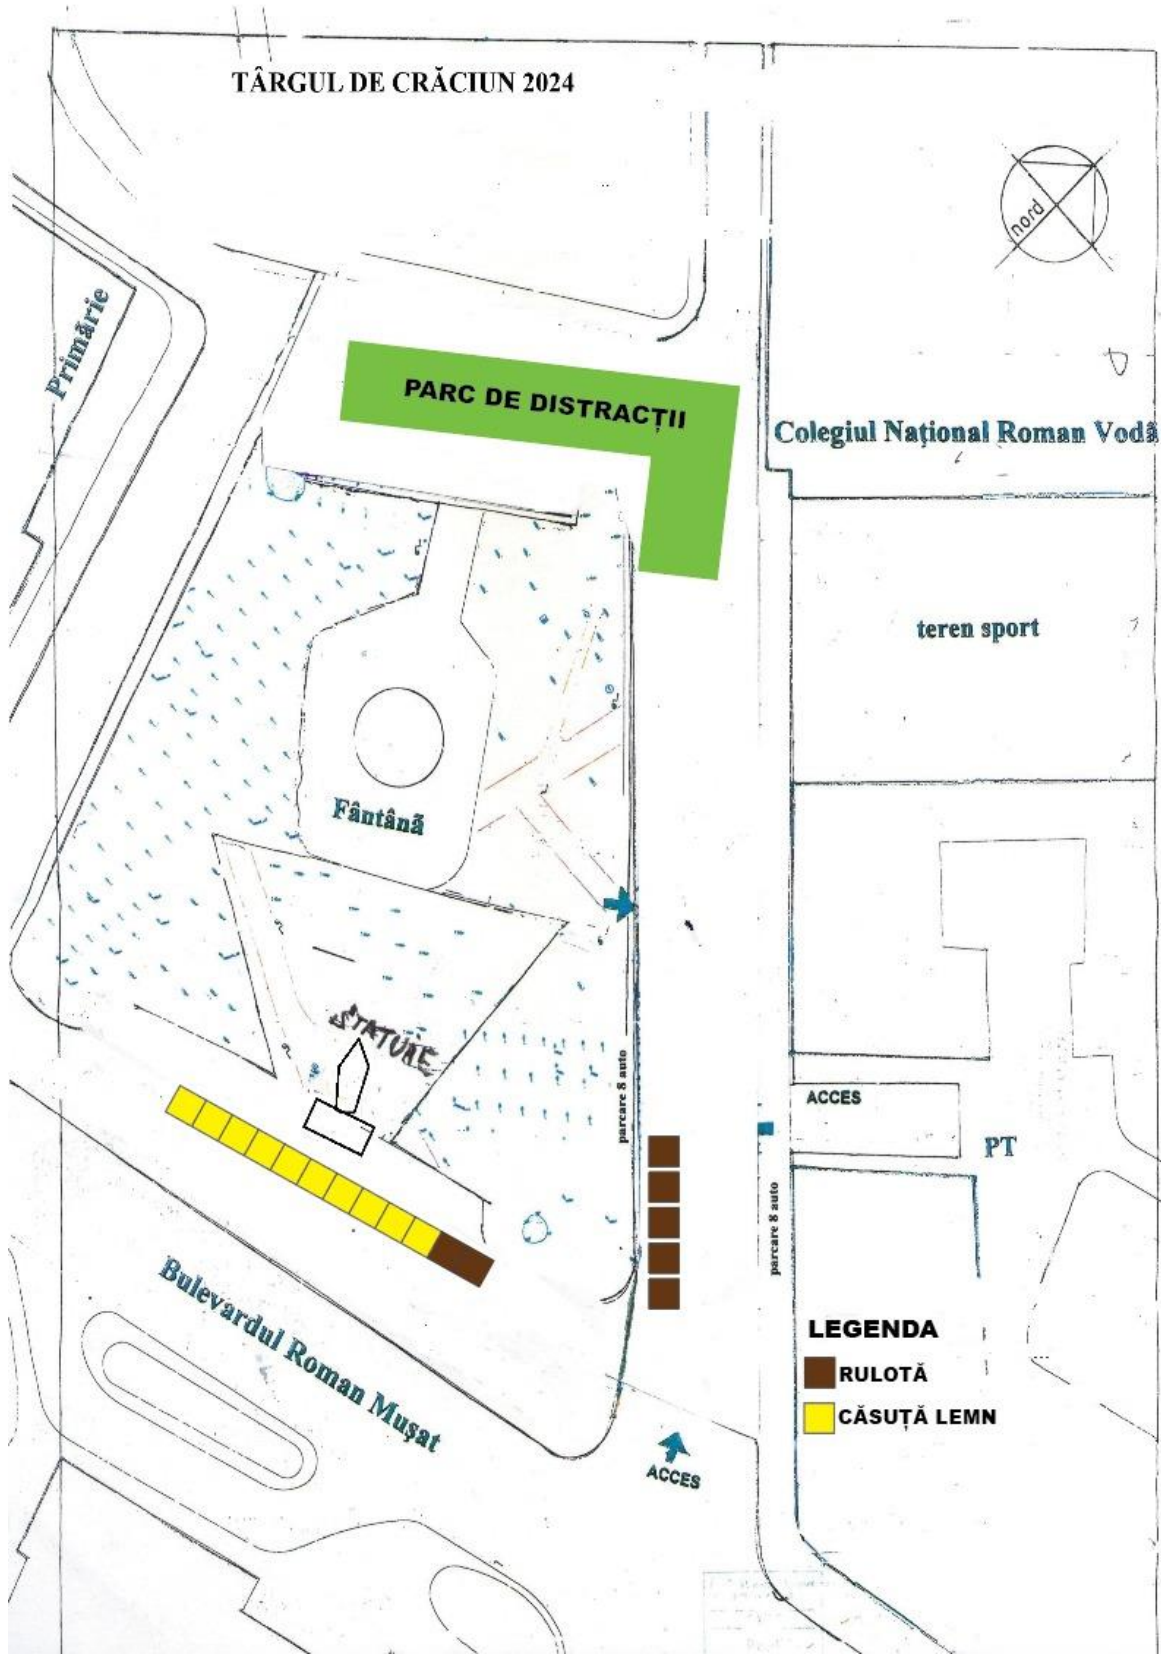 TÂRGUL DE CRĂCIUN 2024
nord
Primărie
PARC DE DISTRACȚII
Colegiul Național Roman Vodă
teren sport
Fântână
STATUIE
parcare 8 auto
ACCES
PT
parcare 8 auto
Bulevardul Roman Mușat
LEGENDA
RULOTĂ
CĂSUȚĂ LEMN
ACCES